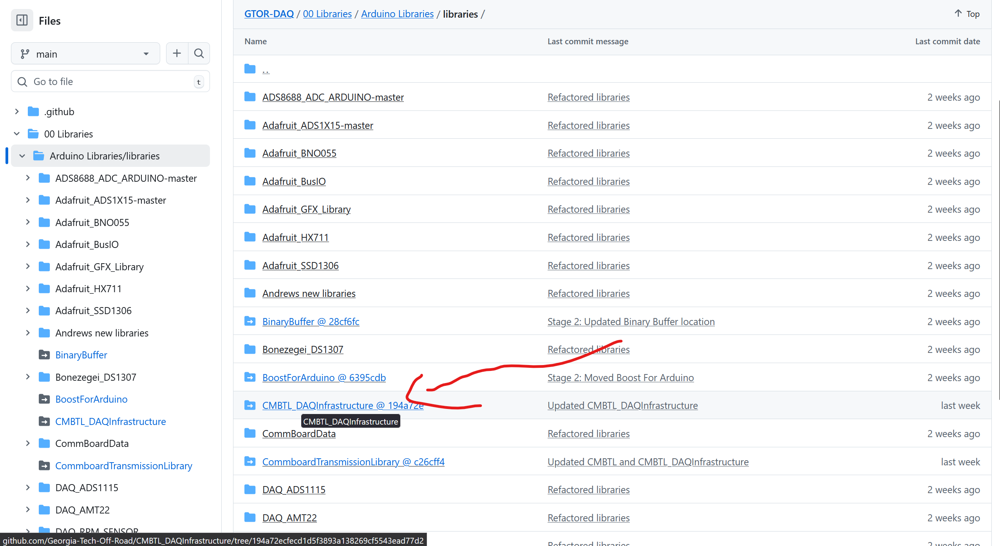 Files
main
Go to file
t
.github
00 Libraries
Arduino Libraries/libraries
ADS8688_ADC_ARDUINO-master
Adafruit_ADS1X15-master
Adafruit_BNO055
Adafruit_BusIO
Adafruit_GFX_Library
Adafruit_HX711
Adafruit_SSD1306
Andrews new libraries
BinaryBuffer
Bonezegei_DS1307
BoostForArduino
CMBTL_DAQInfrastructure
CommBoardData
CommboardTransmissionLibrary
DAQ_ADS1115
DAQ_AMT22
DAQ_RPM_SENSOR
GTOR-DAQ / 00 Libraries / Arduino Libraries / libraries /
Top
Name Last commit message Last commit date
..
ADS8688_ADC_ARDUINO-master Refactored libraries 2 weeks ago
Adafruit_ADS1X15-master Refactored libraries 2 weeks ago
Adafruit_BNO055 Refactored libraries 2 weeks ago
Adafruit_BusIO Refactored libraries 2 weeks ago
Adafruit_GFX_Library Refactored libraries 2 weeks ago
Adafruit_HX711 Refactored libraries 2 weeks ago
Adafruit_SSD1306 Refactored libraries 2 weeks ago
Andrews new libraries Refactored libraries 2 weeks ago
BinaryBuffer @ 28cf6fc Stage 2: Updated Binary Buffer location 2 weeks ago
Bonezegei_DS1307 Refactored libraries 2 weeks ago
BoostForArduino @ 6395cdb Stage 2: Moved Boost For Arduino 2 weeks ago
CMBTL_DAQInfrastructure @ 194a72e Updated CMBTL_DAQInfrastructure last week
CMBTL_DAQInfrastructure
CommBoardData Refactored libraries 2 weeks ago
CommboardTransmissionLibrary @ c26cff4 Updated CMBTL and CMBTL_DAQInfrastructure last week
DAQ_ADS1115 Refactored libraries 2 weeks ago
DAQ_AMT22 Refactored libraries 2 weeks ago
Refactored libraries 2 weeks ago
github.com/Georgia-Tech-Off-Road/CMBTL_DAQInfrastructure/tree/194a72ecfecd1d5f3893a138269cf5543ead77d2